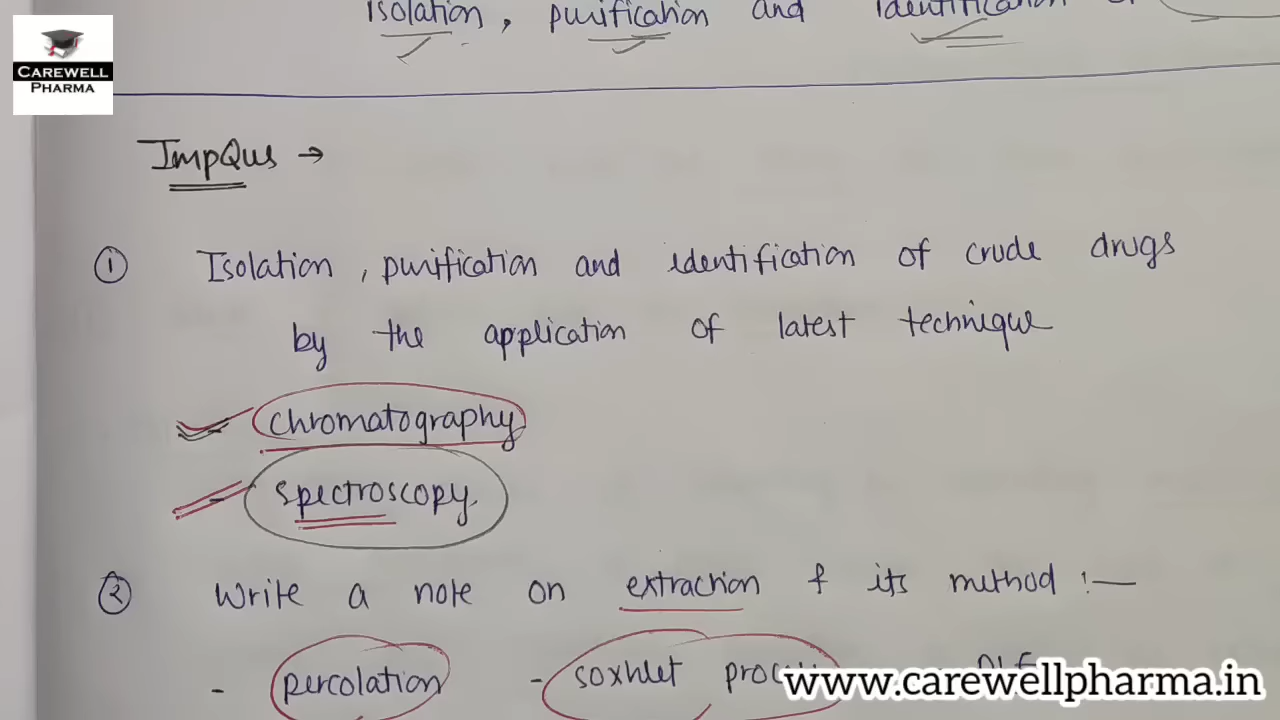 Isolation, purification and identification
CAREWELL
PHARMA
ImpQus →
① Isolation, purification and identification of crude drugs
by the application of latest technique
- chromatography
- spectroscopy.
② Write a note on extraction & its method :—
- percolation - soxhlet
www.carewellpharma.in